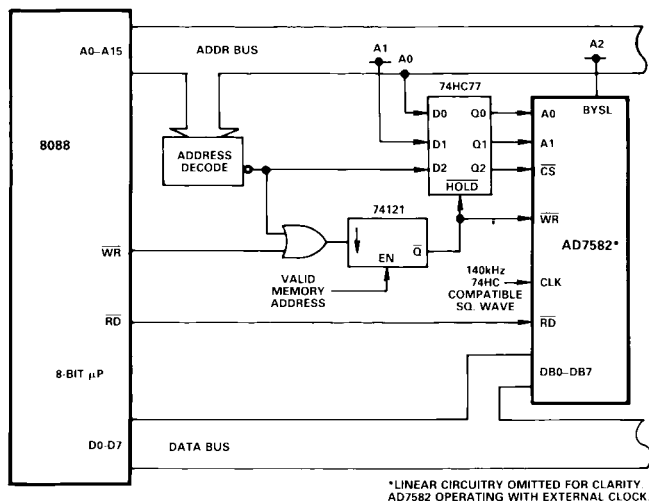 A0–A15
ADDR BUS
A1
A0
A2
74HC77
8088
ADDRESS
DECODE
D0
Q0
D1
Q1
D2
Q2
HOLD
A0
BYSL
A1
CS
WR
AD7582*
CLK
RD
DB0–DB7
74121
↓
Q
EN
VALID
MEMORY
ADDRESS
140kHz
74HC
COMPATIBLE
SQ. WAVE
WR
RD
8-BIT µP
D0-D7
DATA BUS
*LINEAR CIRCUITRY OMITTED FOR CLARITY.
AD7582 OPERATING WITH EXTERNAL CLOCK.